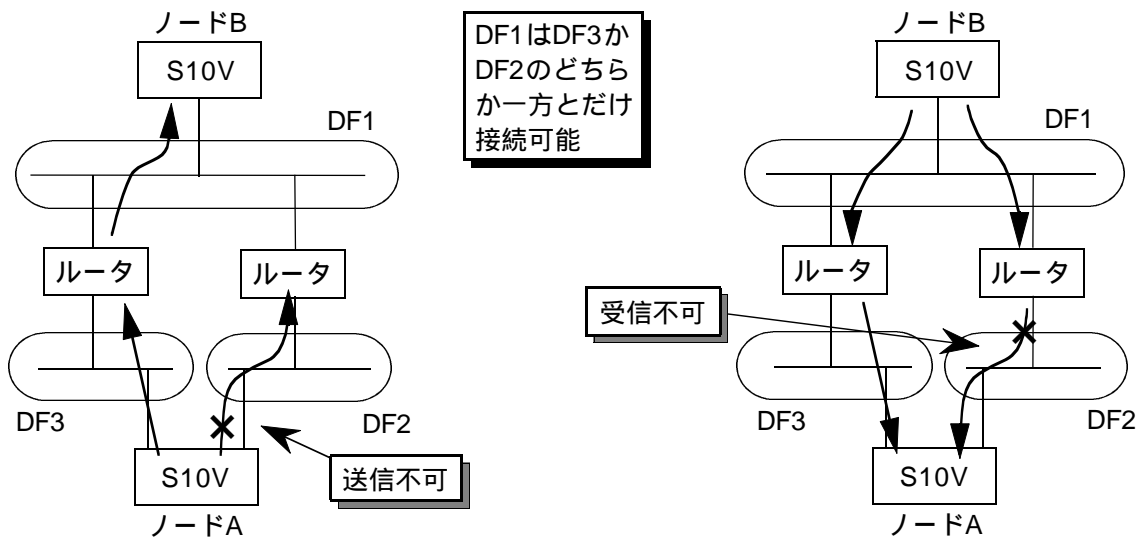 ノードB
S10V
DF1
ルータ
ルータ
DF3
DF2
S10V
送信不可
ノードA
DF1はDF3か
DF2のどちら
か一方とだけ
接続可能
ノードB
S10V
DF1
ルータ
ルータ
受信不可
DF3
DF2
S10V
ノードA